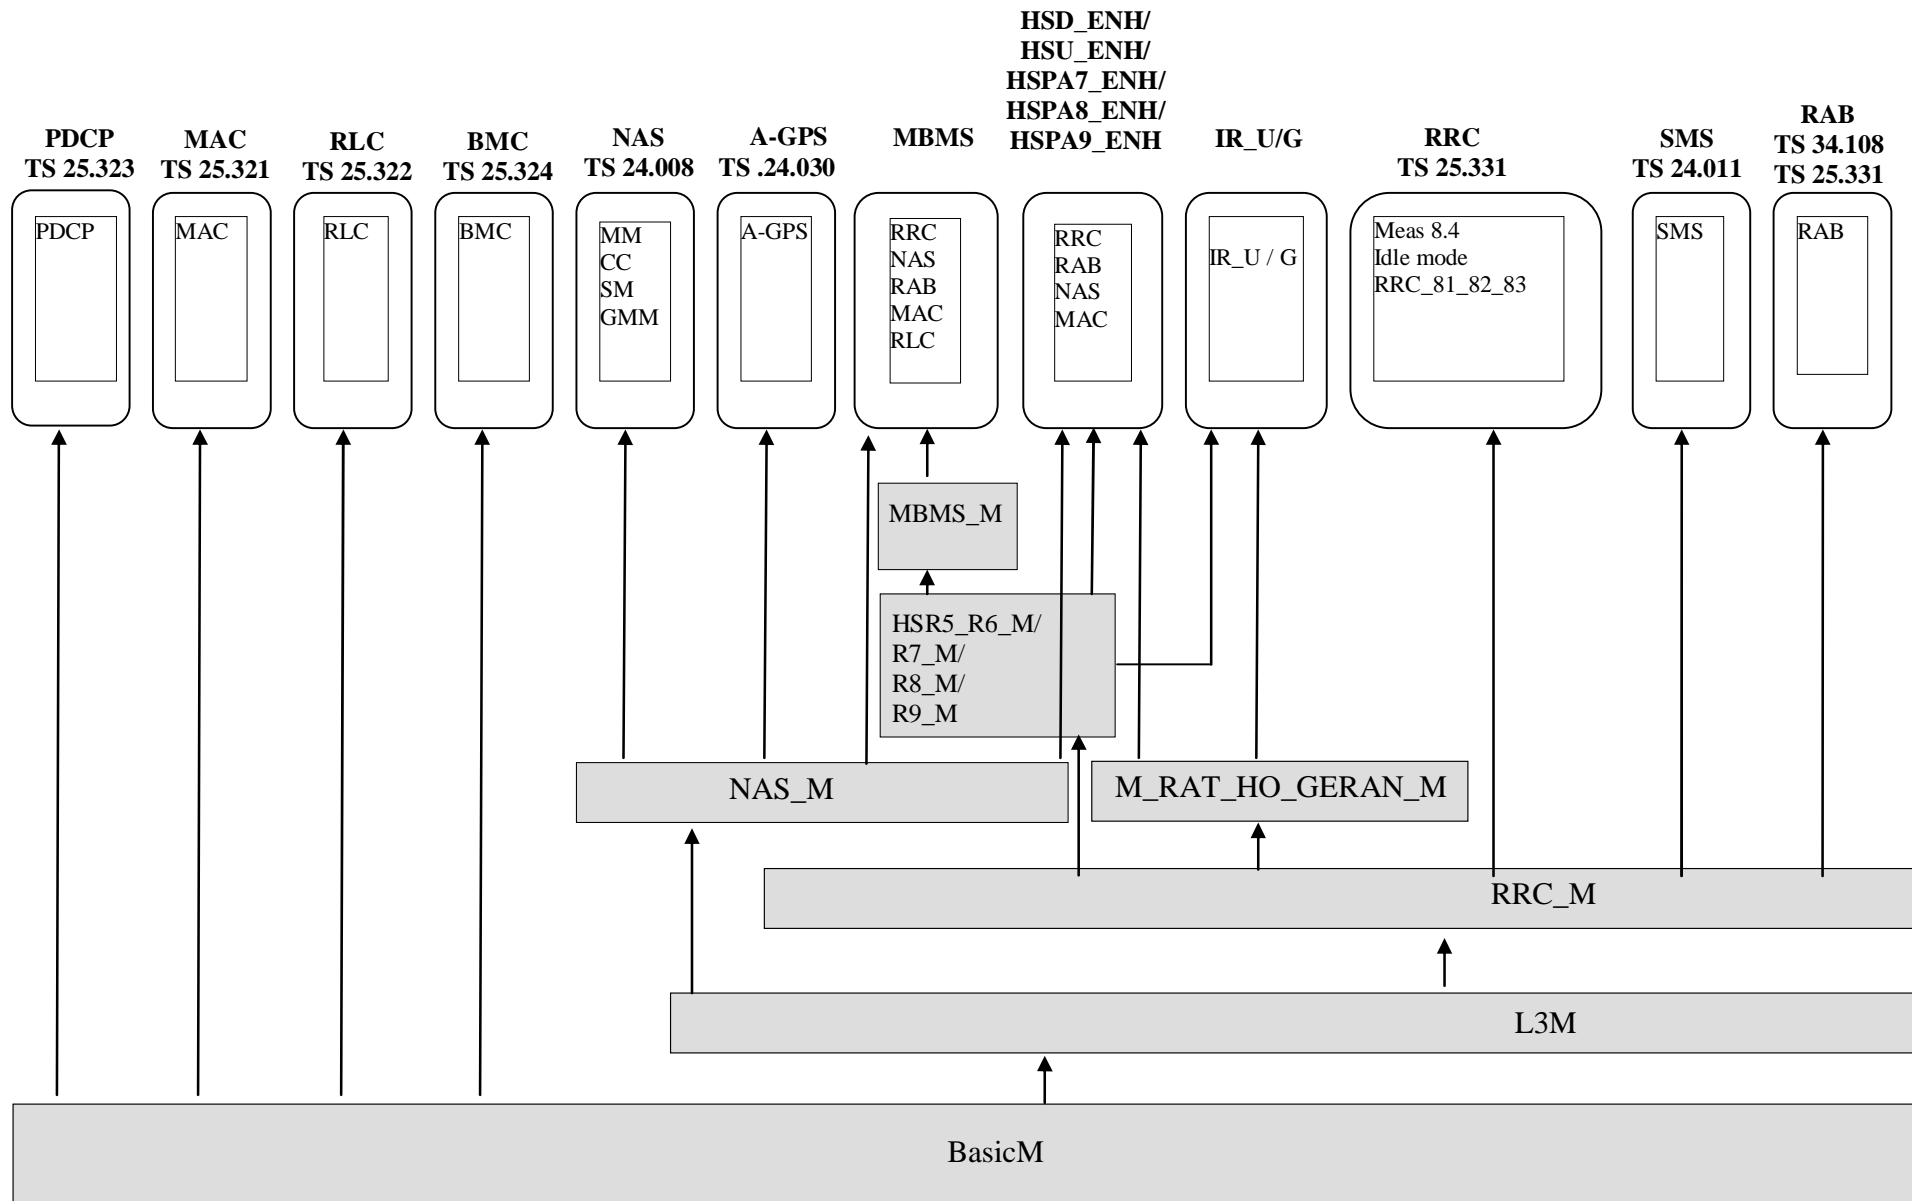 HSD_ENH/
HSU_ENH/
HSPA7_ENH/
HSPA8_ENH/
HSPA9_ENH
PDCP
TS 25.323
MAC
TS 25.321
RLC
TS 25.322
BMC
TS 25.324
NAS
TS 24.008
A-GPS
TS .24.030
MBMS
IR_U/G
RRC
TS 25.331
SMS
TS 24.011
RAB
TS 34.108
TS 25.331
PDCP
MAC
RLC
BMC
MM
CC
SM
GMM
A-GPS
RRC
NAS
RAB
MAC
RLC
RRC
RAB
NAS
MAC
IR_U / G
Meas 8.4
Idle mode
RRC_81_82_83
SMS
RAB
MBMS_M
HSR5_R6_M/
R7_M/
R8_M/
R9_M
NAS_M
M_RAT_HO_GERAN_M
RRC_M
L3M
BasicM